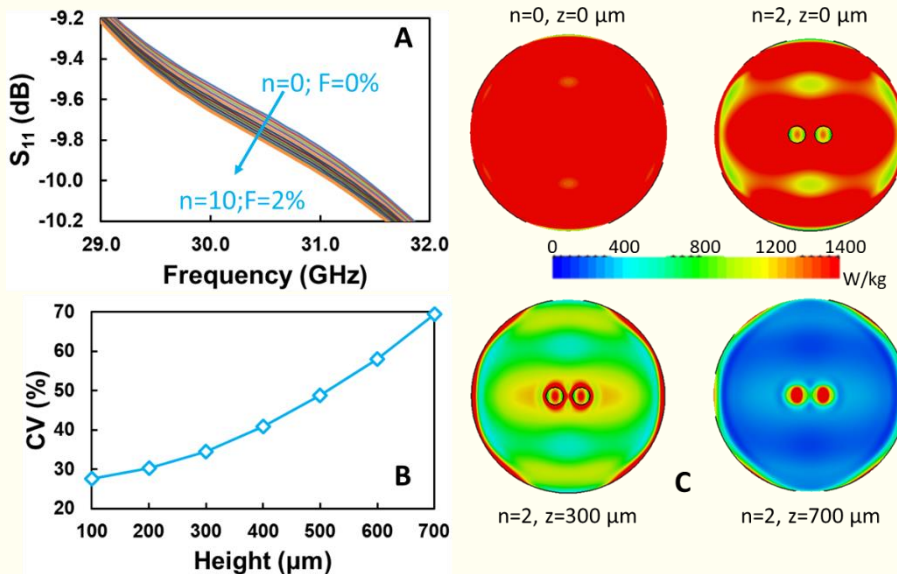 -9.2
-9.4
-9.6
-9.8
-10.0
-10.2
S11 (dB)
A
n=0; F=0%
n=10;F=2%
29.0 30.0 31.0 32.0
Frequency (GHz)
70
60
50
40
30
20
CV (%)
B
100 200 300 400 500 600 700
Height (µm)
n=0, z=0 µm
n=2, z=0 µm
0 400 800 1200 1400
W/kg
C
n=2, z=300 µm
n=2, z=700 µm